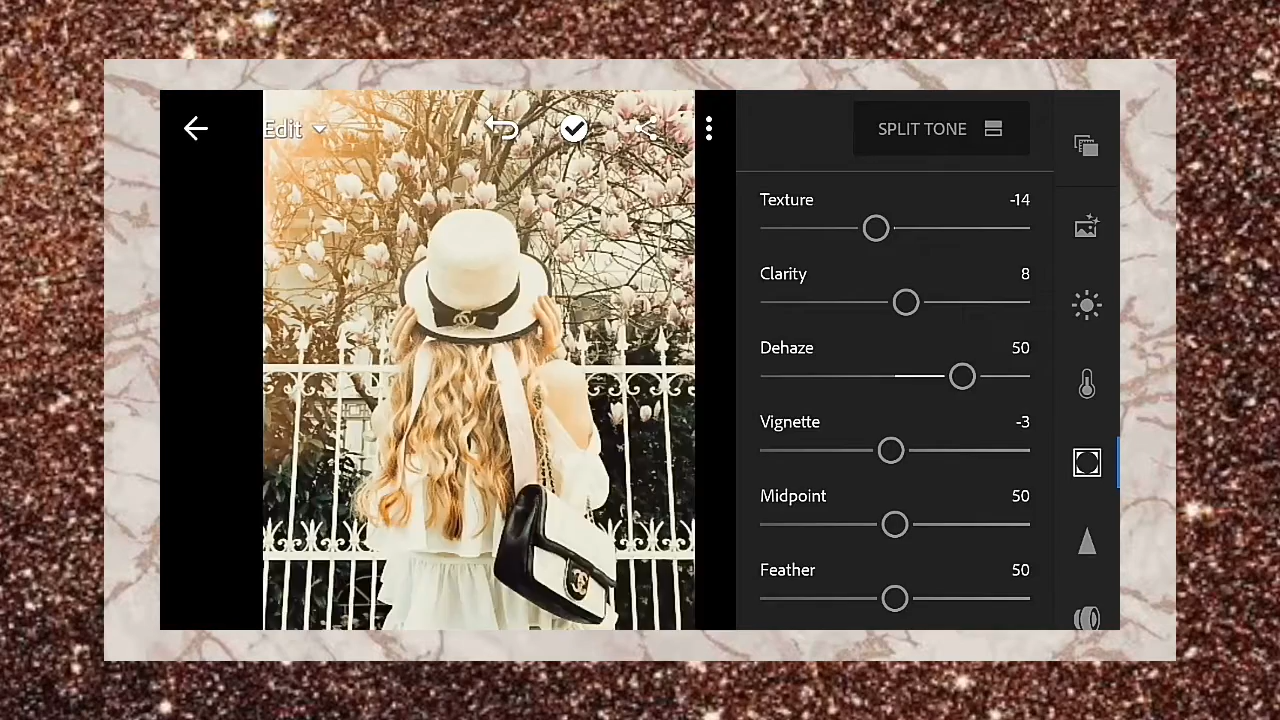 Edit
SPLIT TONE
Texture -14
Clarity 8
Dehaze 50
Vignette -3
Midpoint 50
Feather 50